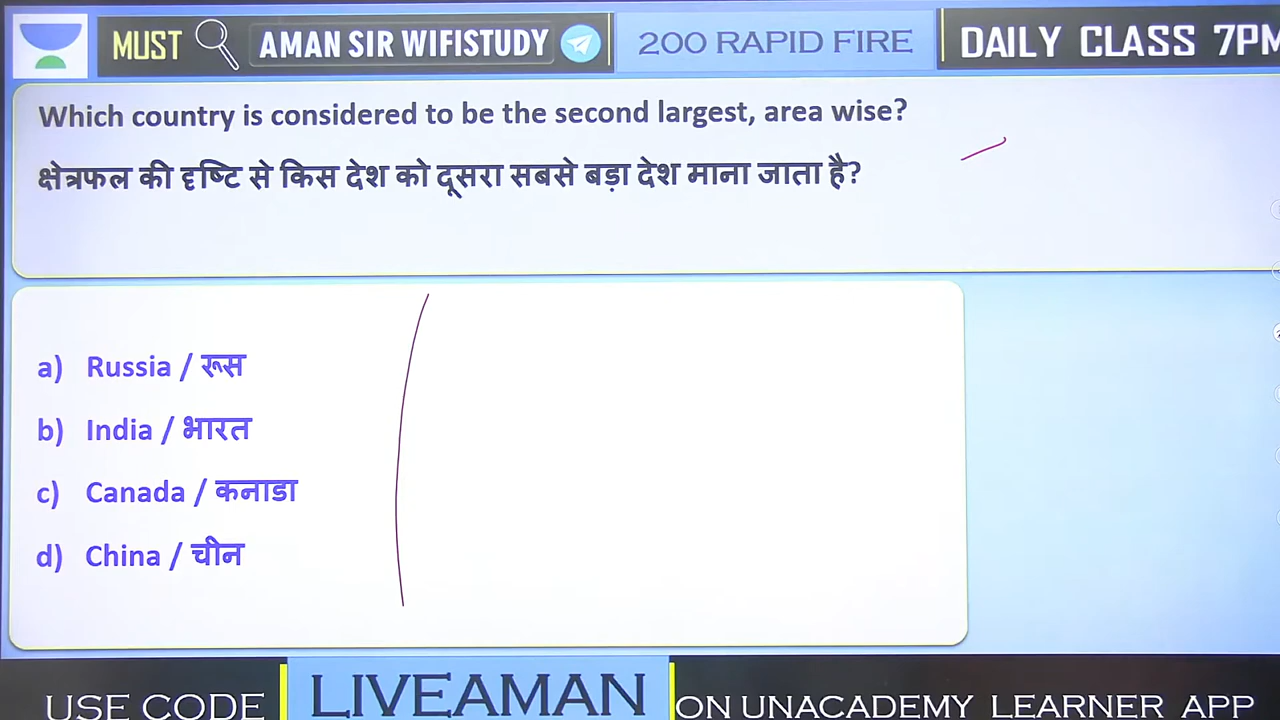 MUST AMAN SIR WIFISTUDY 200 RAPID FIRE DAILY CLASS 7PM
Which country is considered to be the second largest, area wise?
क्षेत्रफल की दृष्टि से किस देश को दूसरा सबसे बड़ा देश माना जाता है?
a) Russia / रूस
b) India / भारत
c) Canada / कनाडा
d) China / चीन
USE CODE LIVEAMAN ON UNACADEMY LEARNER APP